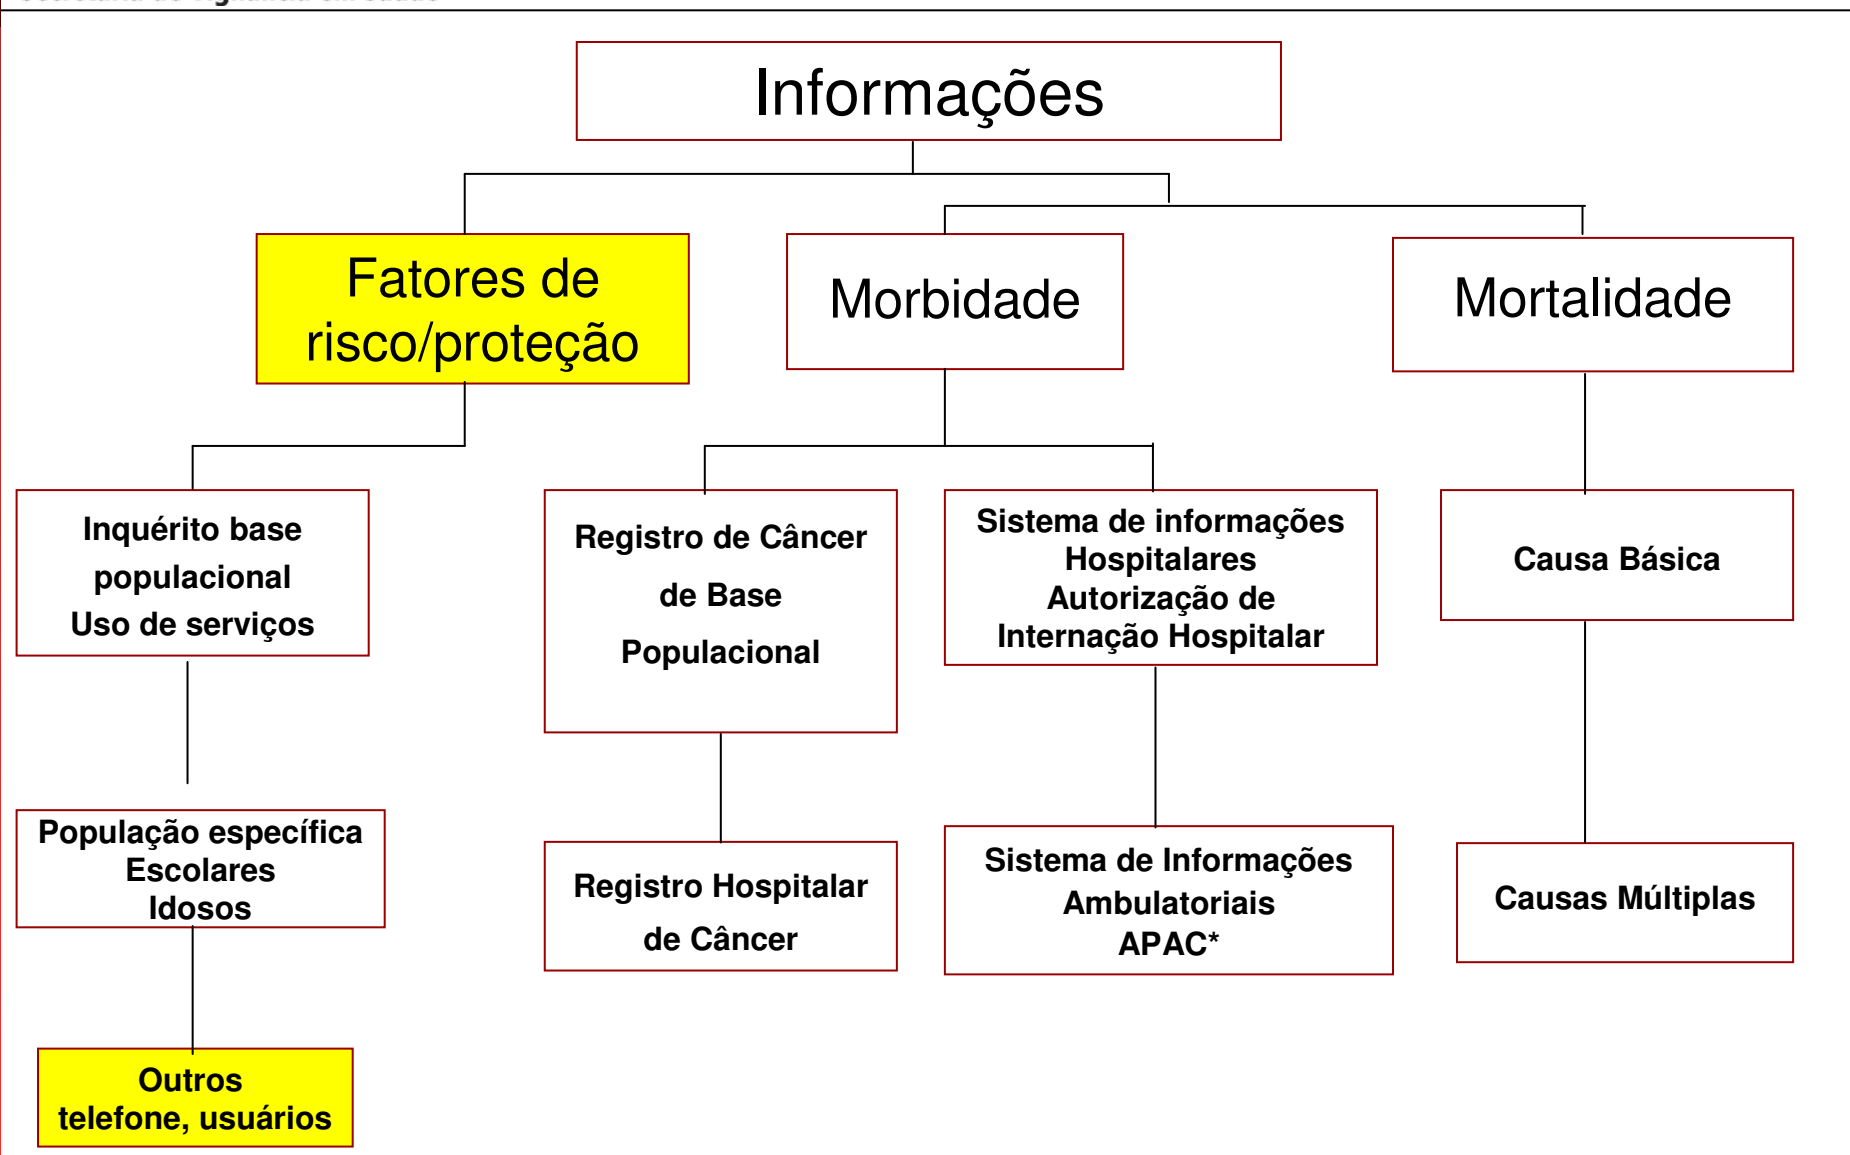 Informações
Fatores de
risco/proteção
Morbidade
Mortalidade
Inquérito base
populacional
Uso de serviços
Registro de Câncer
de Base
Populacional
Sistema de informações
Hospitalares
Autorização de
Internação Hospitalar
Causa Básica
População específica
Escolares
Idosos
Registro Hospitalar
de Câncer
Sistema de Informações
Ambulatoriais
APAC*
Causas Múltiplas
Outros
telefone, usuários